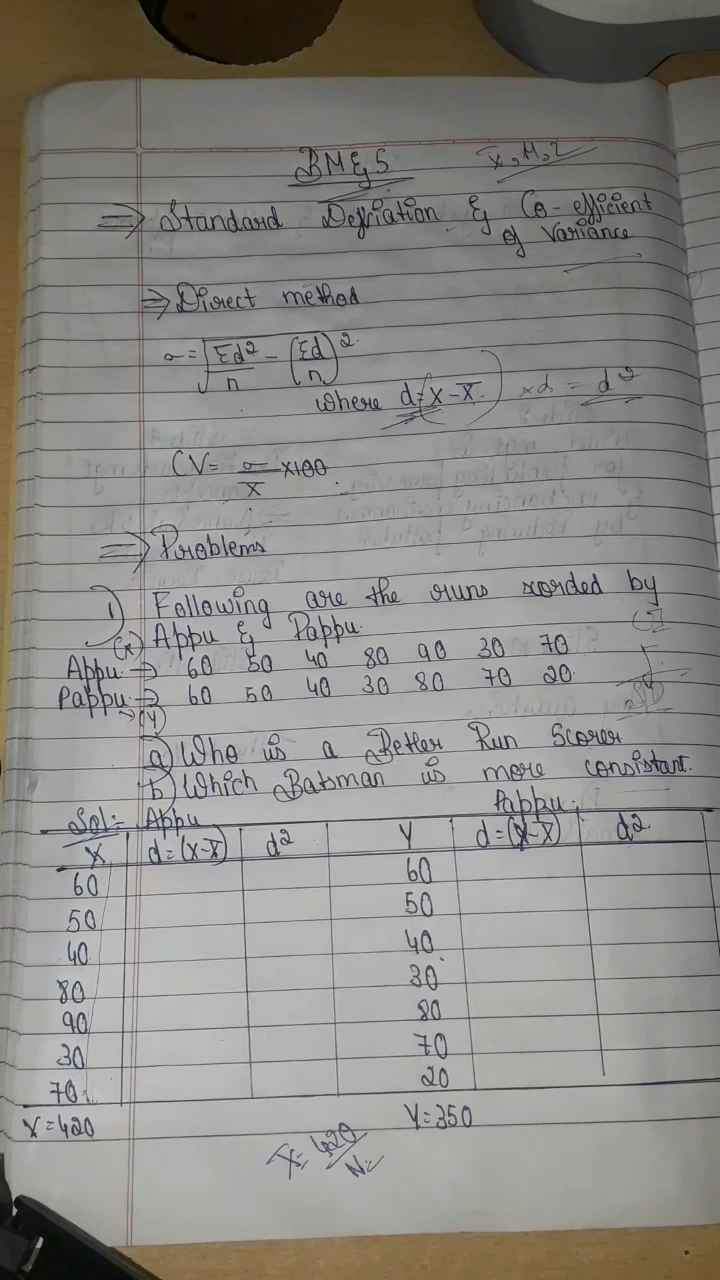 BM&S
x̄, M, Z
⇒ Standard Deviation & Co-efficient
of Variance
⇒ Direct method
σ = √Σd²/n - (Σd/n)²
where d = (x-x̄) xd = d²
CV = σ/x̄ ×100
⇒ Problems
1) Following are the runs xorded by
(x) Appu & Pappu.
Appu → 60 50 40 80 90 30 70
Pappu → 60 50 40 30 80 70 20
→ (y)
a) Who is a Better Run Scorer
b) Which Batsman is more consistant.
Sol:- Appu Pappu:
X d=(x-x̄) d² Y d=(x-x̄) d²
60 60
50 50
40 40
80 30
90 80
30 70
70 20
X=420 Y=350
x̄ = 420/N=